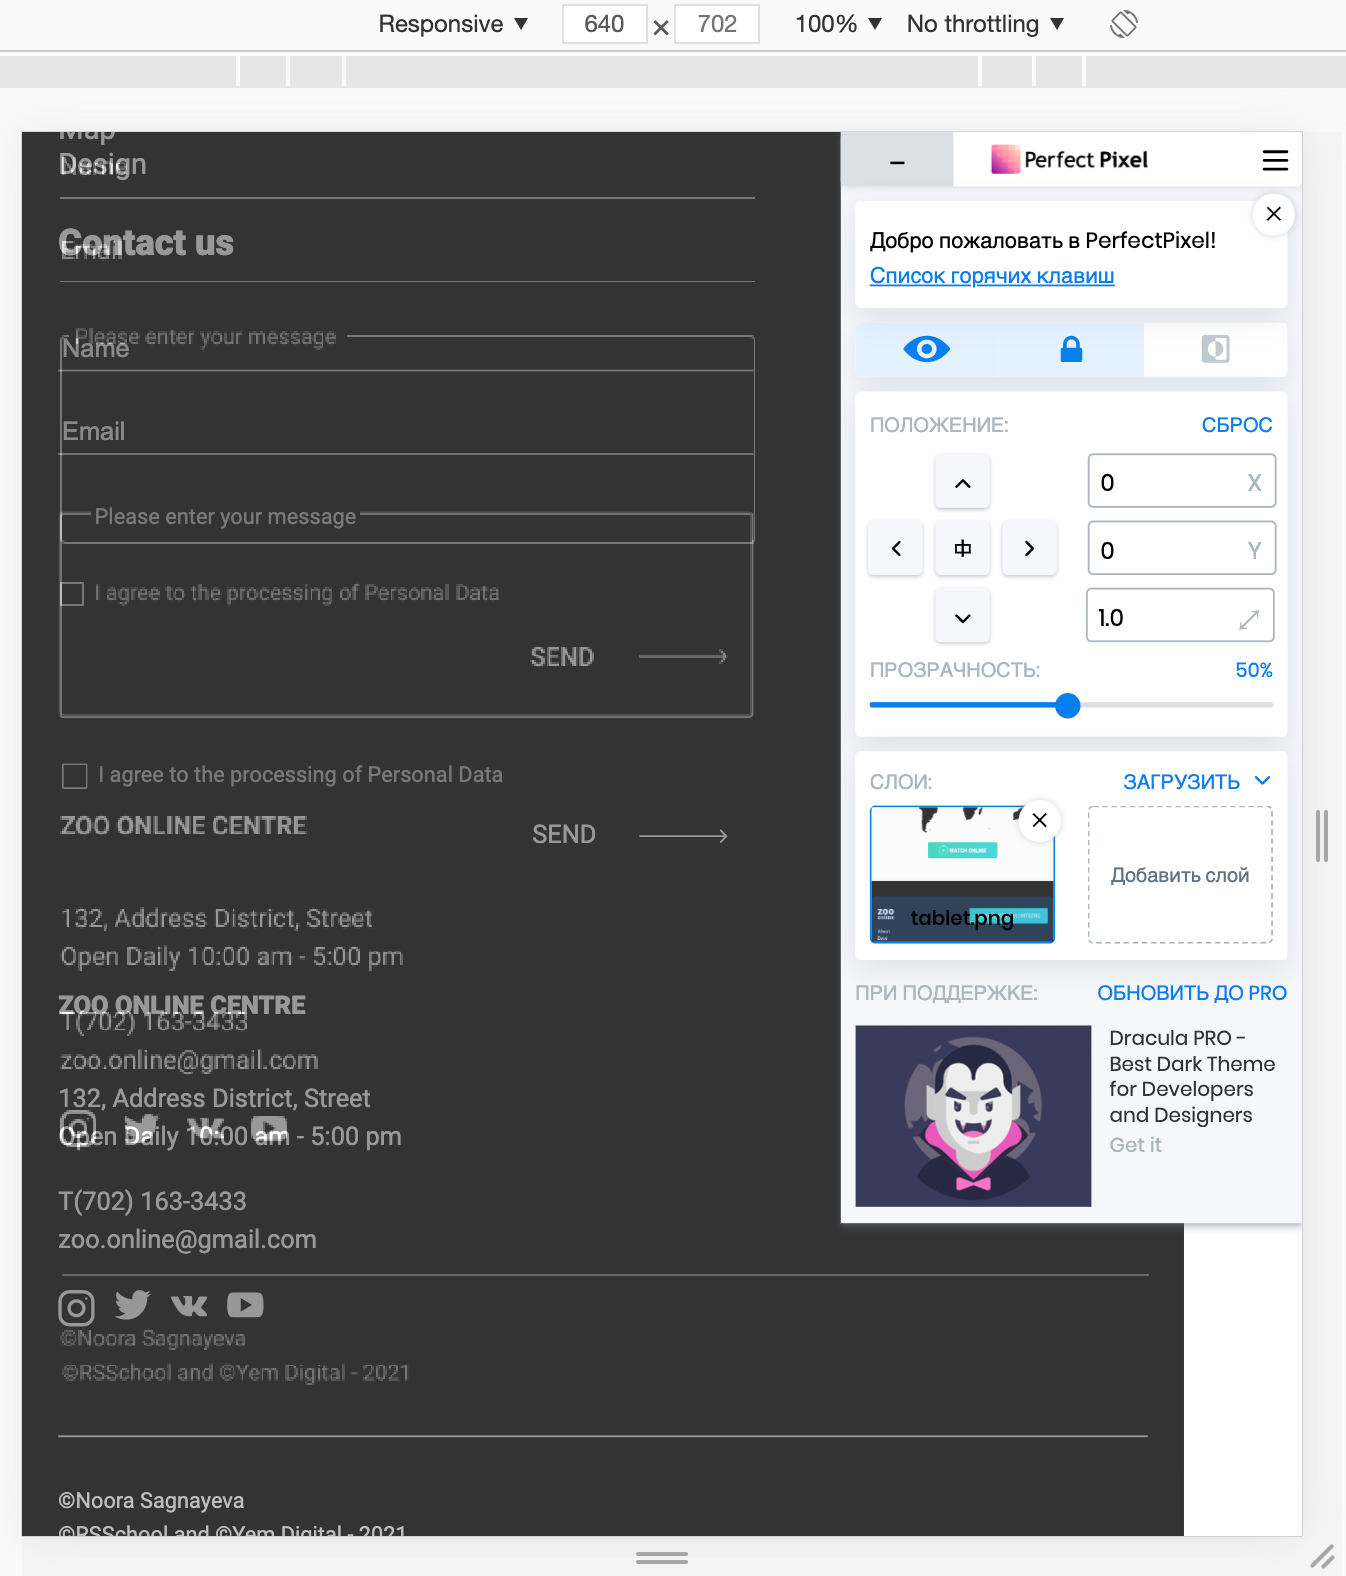 Responsive ▼ 640 × 702 100% ▼ No throttling ▼
Map
Design
Name
Contact us
Email
Please enter your message
Name
Email
Please enter your message
I agree to the processing of Personal Data
SEND
I agree to the processing of Personal Data
ZOO ONLINE CENTRE
SEND
132, Address District, Street
Open Daily 10:00 am - 5:00 pm
ZOO ONLINE CENTRE
T(702) 163-3433
zoo.online@gmail.com
132, Address District, Street
Open Daily 10:00 am - 5:00 pm
T(702) 163-3433
zoo.online@gmail.com
©Noora Sagnayeva
©RSSchool and ©Yem Digital - 2021
©Noora Sagnayeva
©RSSchool and ©Yem Digital - 2021
Perfect Pixel
Добро пожаловать в PerfectPixel!
Список горячих клавиш
ПОЛОЖЕНИЕ: СБРОС
0 X
0 Y
1.0
ПРОЗРАЧНОСТЬ: 50%
СЛОИ: ЗАГРУЗИТЬ
WATCH ONLINE
ZOO
online
tablet.png
About
Zoos
Добавить слой
ПРИ ПОДДЕРЖКЕ: ОБНОВИТЬ ДО PRO
Dracula PRO -
Best Dark Theme
for Developers
and Designers
Get it